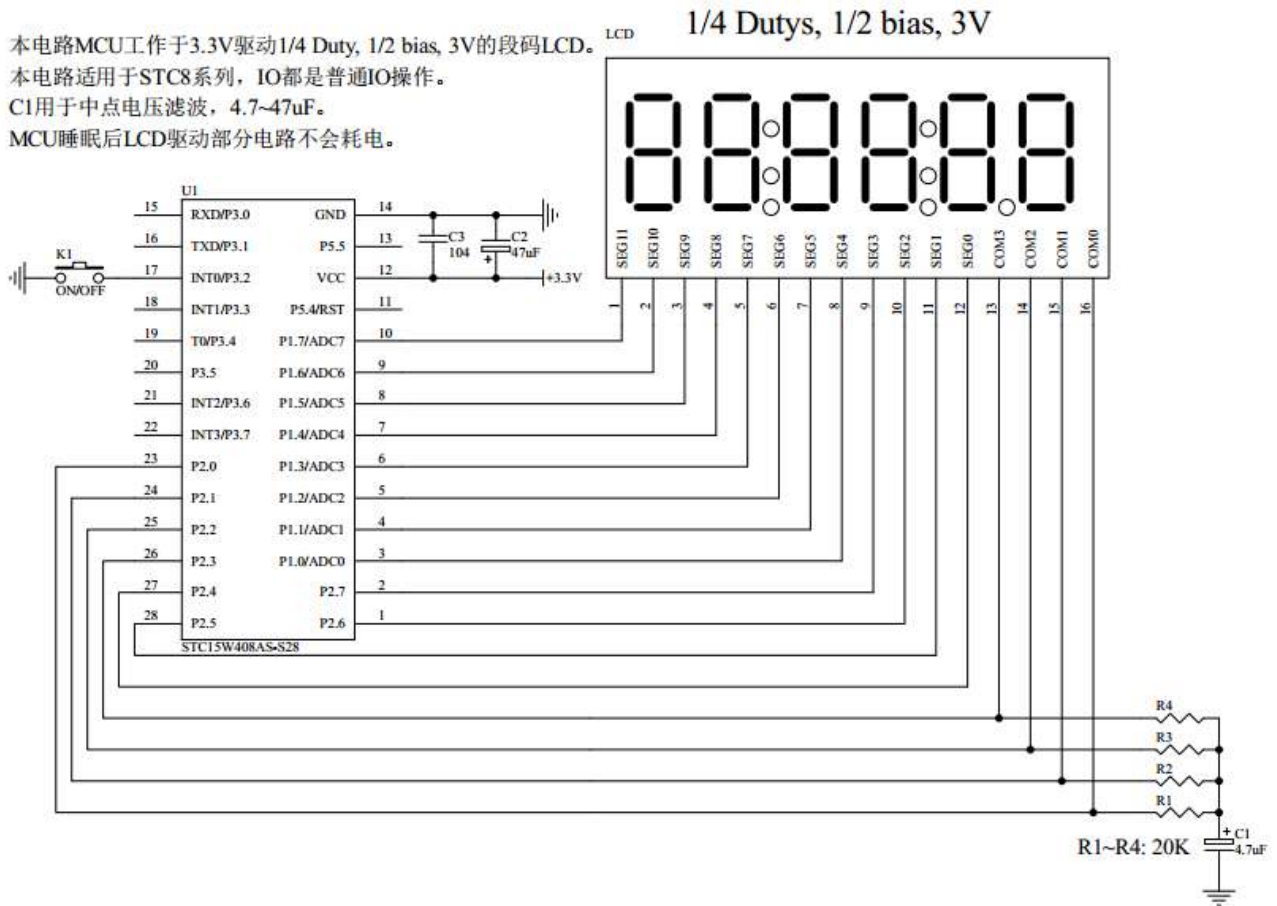 1/4 Dutys, 1/2 bias, 3V
本电路MCU工作于3.3V驱动1/4 Duty, 1/2 bias, 3V的段码LCD。
本电路适用于STC8系列，IO都是普通IO操作。
C1用于中点电压滤波，4.7~47uF。
MCU睡眠后LCD驱动部分电路不会耗电。
LCD
SEG11
SEG10
SEG9
SEG8
SEG7
SEG6
SEG5
SEG4
SEG3
SEG2
SEG1
SEG0
COM3
COM2
COM1
COM0
1
2
3
4
5
6
7
8
9
10
11
12
13
14
15
16
U1
15 RXD/P3.0 GND 14
16 TXD/P3.1 P5.5 13
17 INT0/P3.2 VCC 12
18 INT1/P3.3 P5.4/RST 11
19 T0/P3.4 P1.7/ADC7 10
20 P3.5 P1.6/ADC6 9
21 INT2/P3.6 P1.5/ADC5 8
22 INT3/P3.7 P1.4/ADC4 7
23 P2.0 P1.3/ADC3 6
24 P2.1 P1.2/ADC2 5
25 P2.2 P1.1/ADC1 4
26 P2.3 P1.0/ADC0 3
27 P2.4 P2.7 2
28 P2.5 P2.6 1
STC15W408AS-S28
K1
ON/OFF
C3
104
C2
47uF
+
+3.3V
R4
R3
R2
R1
R1~R4: 20K
+ C1
4.7uF